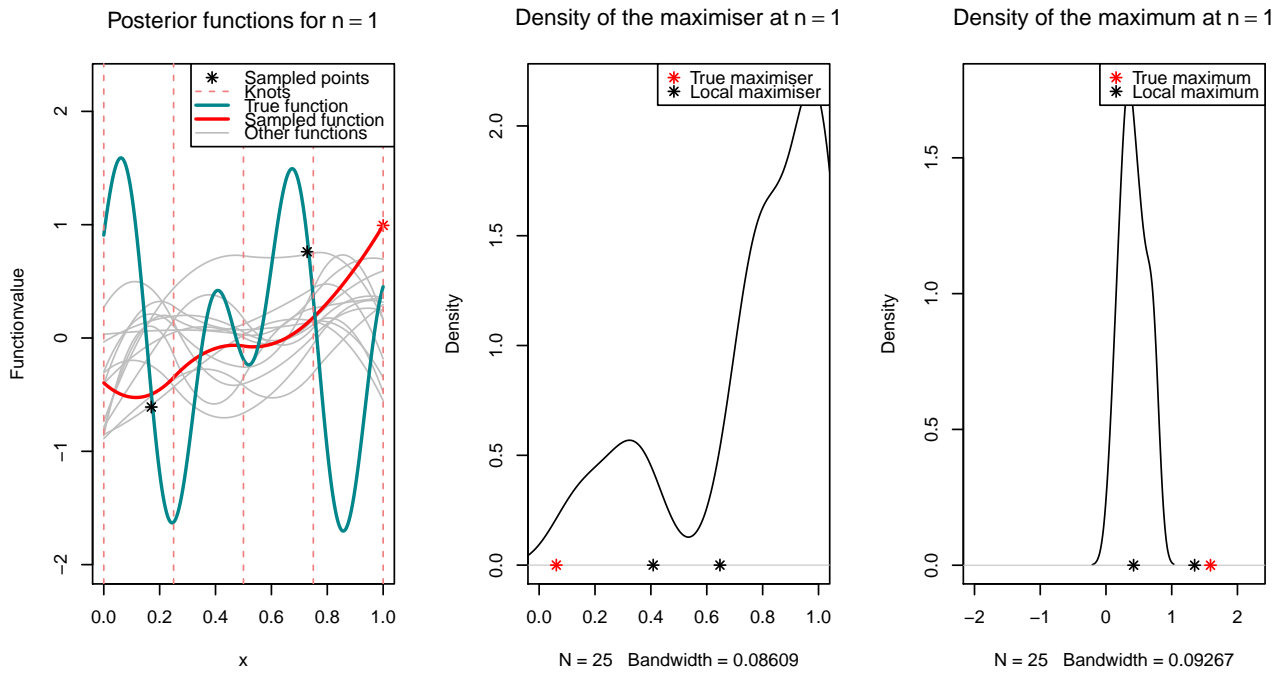 Posterior functions for n = 1
Sampled points
Knots
True function
Sampled function
Other functions
Functionvalue
2
1
0
−1
−2
0.0 0.2 0.4 0.6 0.8 1.0
x
Density of the maximiser at n = 1
True maximiser
Local maximiser
Density
2.0
1.5
1.0
0.5
0.0
0.0 0.2 0.4 0.6 0.8 1.0
N = 25 Bandwidth = 0.08609
Density of the maximum at n = 1
True maximum
Local maximum
Density
1.5
1.0
0.5
0.0
−2 −1 0 1 2
N = 25 Bandwidth = 0.09267